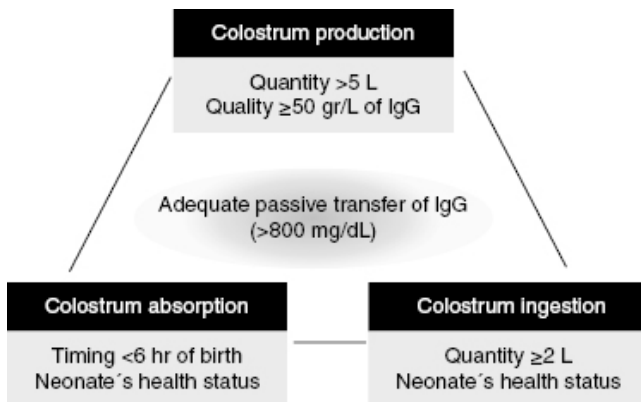 Colostrum production
Quantity >5 L
Quality ≥50 gr/L of IgG
Adequate passive transfer of IgG
(>800 mg/dL)
Colostrum absorption
Timing <6 hr of birth
Neonate´s health status
Colostrum ingestion
Quantity ≥2 L
Neonate´s health status